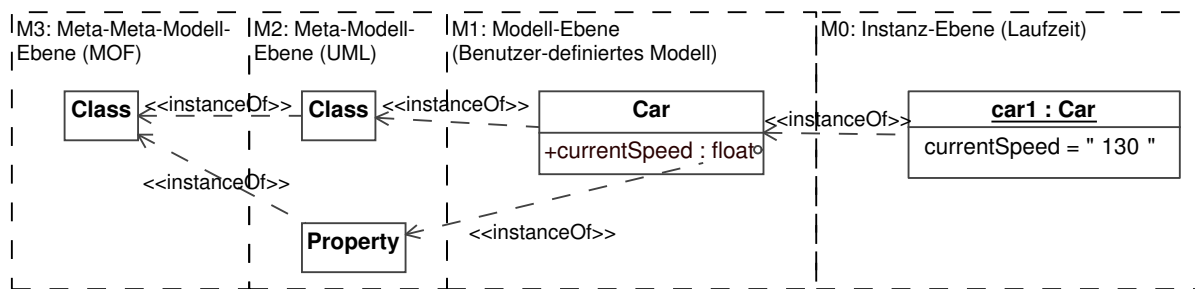 M3: Meta-Meta-Modell-
Ebene (MOF)
M2: Meta-Modell-
Ebene (UML)
M1: Modell-Ebene
(Benutzer-definiertes Modell)
M0: Instanz-Ebene (Laufzeit)
Class
<<instanceOf>>
Class
<<instanceOf>>
Car
<<instanceOf>>
car1 : Car
+currentSpeed : float
currentSpeed = " 130 "
<<instanceOf>>
Property
<<instanceOf>>